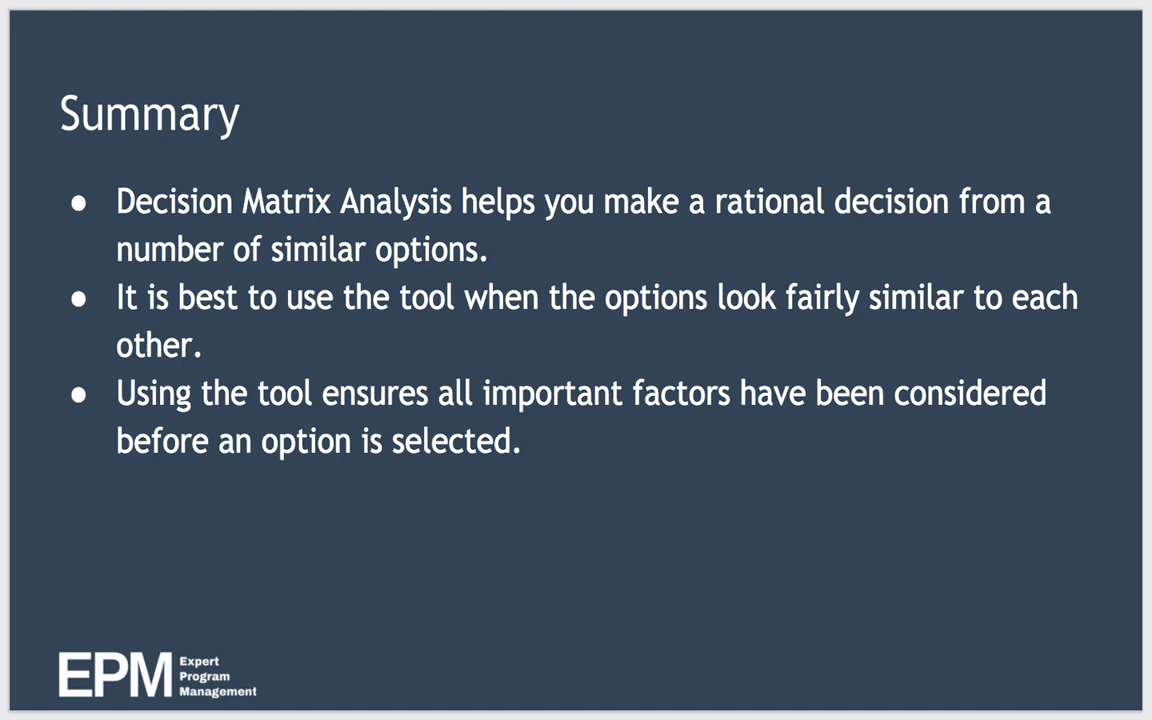 Summary
● Decision Matrix Analysis helps you make a rational decision from a
number of similar options.
● It is best to use the tool when the options look fairly similar to each
other.
● Using the tool ensures all important factors have been considered
before an option is selected.
EPM
Expert
Program
Management